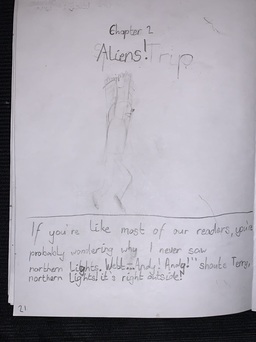 Chapter 2
Aliens! Trip
If you're like most of our readers, you're
probably wondering why I never saw
northern Lights. Well... Andy! Andy!" shouts Terry.
northern Lights! it's right outside!
21